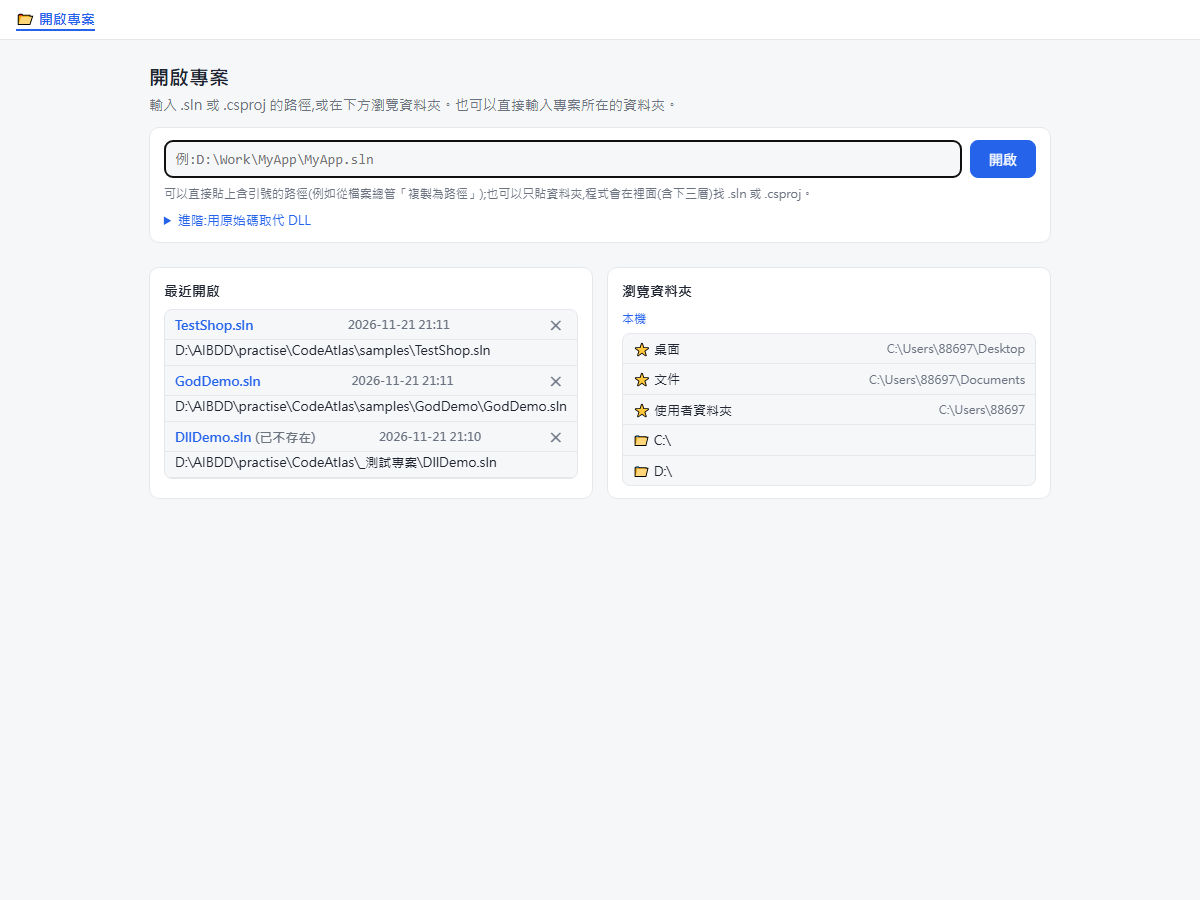 開啟專案
開啟專案
輸入 .sln 或 .csproj 的路徑,或在下方瀏覽資料夾。也可以直接輸入專案所在的資料夾。
例:D:\Work\MyApp\MyApp.sln
開啟
可以直接貼上含引號的路徑(例如從檔案總管「複製為路徑」);也可以只貼資料夾,程式會在裡面(含下三層)找 .sln 或 .csproj。
進階:用原始碼取代 DLL
最近開啟
TestShop.sln 2026-11-21 21:11
D:\AIBDD\practise\CodeAtlas\samples\TestShop.sln
GodDemo.sln 2026-11-21 21:11
D:\AIBDD\practise\CodeAtlas\samples\GodDemo\GodDemo.sln
DllDemo.sln (已不存在) 2026-11-21 21:10
D:\AIBDD\practise\CodeAtlas\_測試專案\DllDemo.sln
瀏覽資料夾
本機
桌面 C:\Users\88697\Desktop
文件 C:\Users\88697\Documents
使用者資料夾 C:\Users\88697
C:\
D:\